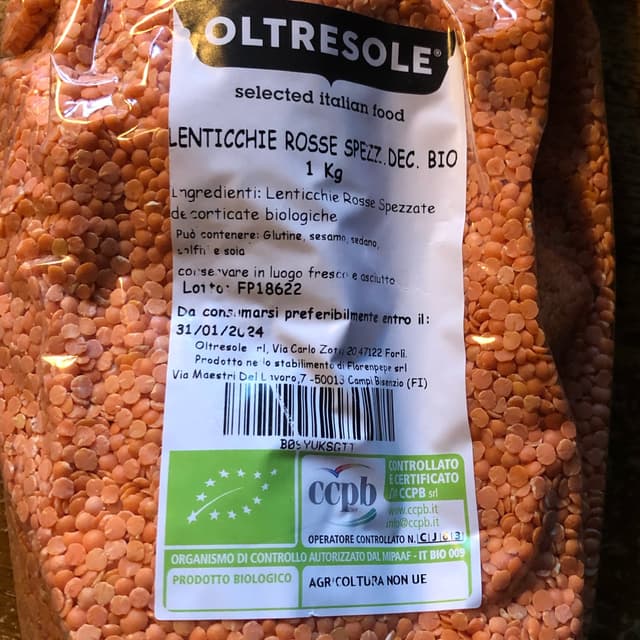 OLTRESOLE®
selected italian food
LENTICCHIE ROSSE SPEZZ. DEC. BIO
1 Kg
Ingredienti: Lenticchie Rosse Spezzate
decorticate biologiche
Può contenere: Glutine, sesamo, sedano,
solfiti e soia
conservare in luogo fresco e asciutto
Lotto: FP18622
Da consumarsi preferibilmente entro il:
31/01/2024
Oltresole srl, Via Carlo Zotti 20 47122 Forlì.
Prodotto nello stabilimento di Florenpepe srl
Via Maestri Del Lavoro,7 -50013 Campi Bisenzio (FI)
ccpb
CONTROLLATO
E CERTIFICATO
DA CCPB srl
www.ccpb.it
ccpb@ccpb.it
OPERATORE CONTROLLATO N.
ORGANISMO DI CONTROLLO AUTORIZZATO DAL MIPAAF - IT BIO 009
PRODOTTO BIOLOGICO
AGRICOLTURA NON UE